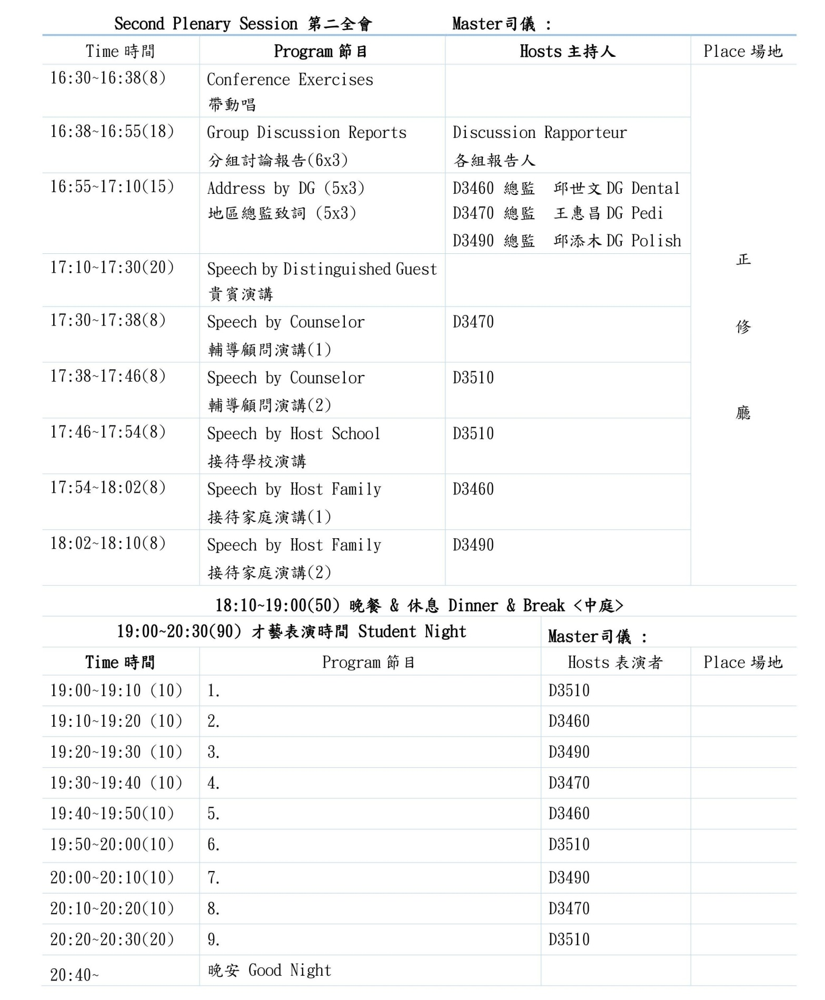 Second Plenary Session 第二全會 Master司儀 :
Time 時間 Program 節目 Hosts 主持人 Place 場地
16:30~16:38(8) Conference Exercises
帶動唱
16:38~16:55(18) Group Discussion Reports Discussion Rapporteur
分組討論報告(6x3) 各組報告人
16:55~17:10(15) Address by DG (5x3) D3460 總監 邱世文 DG Dental
地區總監致詞 (5x3) D3470 總監 王惠昌 DG Pedi
D3490 總監 邱添木 DG Polish
17:10~17:30(20) Speech by Distinguished Guest
貴賓演講
17:30~17:38(8) Speech by Counselor D3470
輔導顧問演講(1)
17:38~17:46(8) Speech by Counselor D3510
輔導顧問演講(2)
17:46~17:54(8) Speech by Host School D3510
接待學校演講
17:54~18:02(8) Speech by Host Family D3460
接待家庭演講(1)
18:02~18:10(8) Speech by Host Family D3490
接待家庭演講(2)
正
修
廳
18:10~19:00(50) 晚餐 & 休息 Dinner & Break <中庭>
19:00~20:30(90) 才藝表演時間 Student Night Master司儀 :
Time 時間 Program 節目 Hosts 表演者 Place 場地
19:00~19:10 (10) 1. D3510
19:10~19:20 (10) 2. D3460
19:20~19:30 (10) 3. D3490
19:30~19:40 (10) 4. D3470
19:40~19:50(10) 5. D3460
19:50~20:00(10) 6. D3510
20:00~20:10(10) 7. D3490
20:10~20:20(10) 8. D3470
20:20~20:30(20) 9. D3510
20:40~ 晚安 Good Night